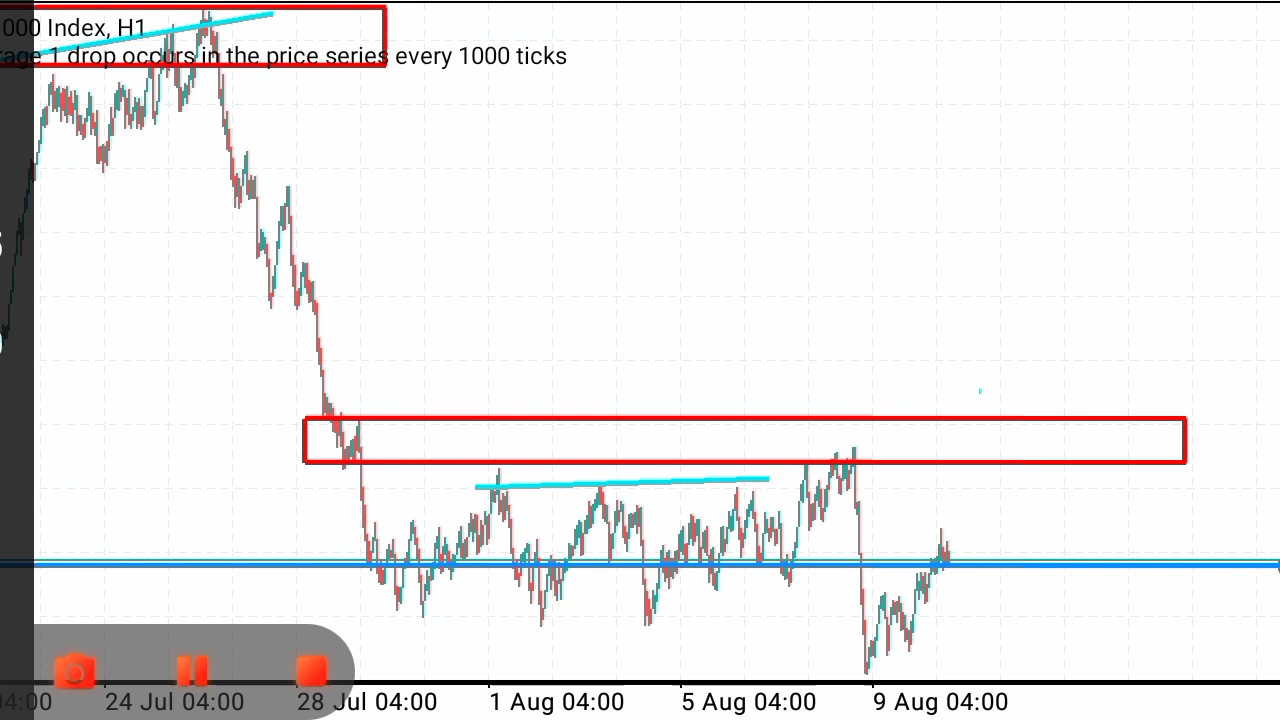 000 Index, H1
rage 1 drop occurs in the price series every 1000 ticks
04:00 24 Jul 04:00 28 Jul 04:00 1 Aug 04:00 5 Aug 04:00 9 Aug 04:00